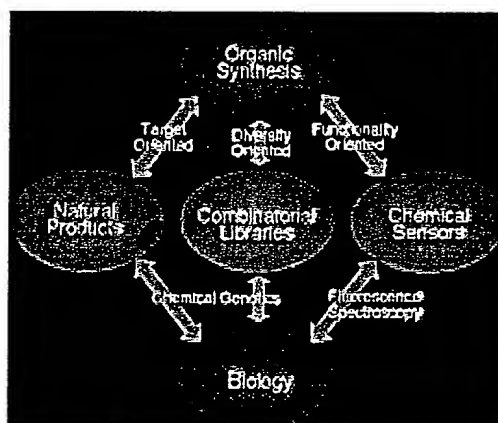 Organic
Synthesis
Target
Oriented
Diversity
Oriented
Functionality
Oriented
Natural
Products
Combinatorial
Libraries
Chemical
Sensors
Chemical Genetics
Fluorescence
Spectroscopy
Biology